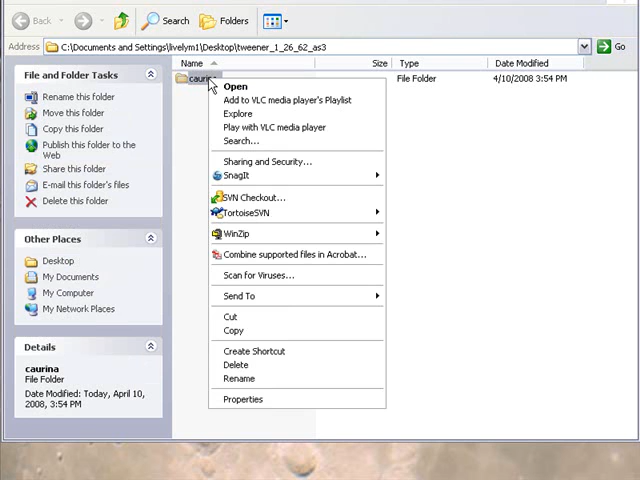 Back Search Folders
Address C:\Documents and Settings\livelym1\Desktop\tweener_1_26_62_as3 Go
File and Folder Tasks
Rename this folder
Move this folder
Copy this folder
Publish this folder to the
Web
Share this folder
E-mail this folder's files
Delete this folder
Other Places
Desktop
My Documents
My Computer
My Network Places
Details
caurina
File Folder
Date Modified: Today, April 10,
2008, 3:54 PM
Name Size Type Date Modified
File Folder 4/10/2008 3:54 PM
Open
Add to VLC media player's Playlist
Explore
Play with VLC media player
Search...
Sharing and Security...
SnagIt
SVN Checkout...
TortoiseSVN
WinZip
Combine supported files in Acrobat...
Scan for Viruses...
Send To
Cut
Copy
Create Shortcut
Delete
Rename
Properties